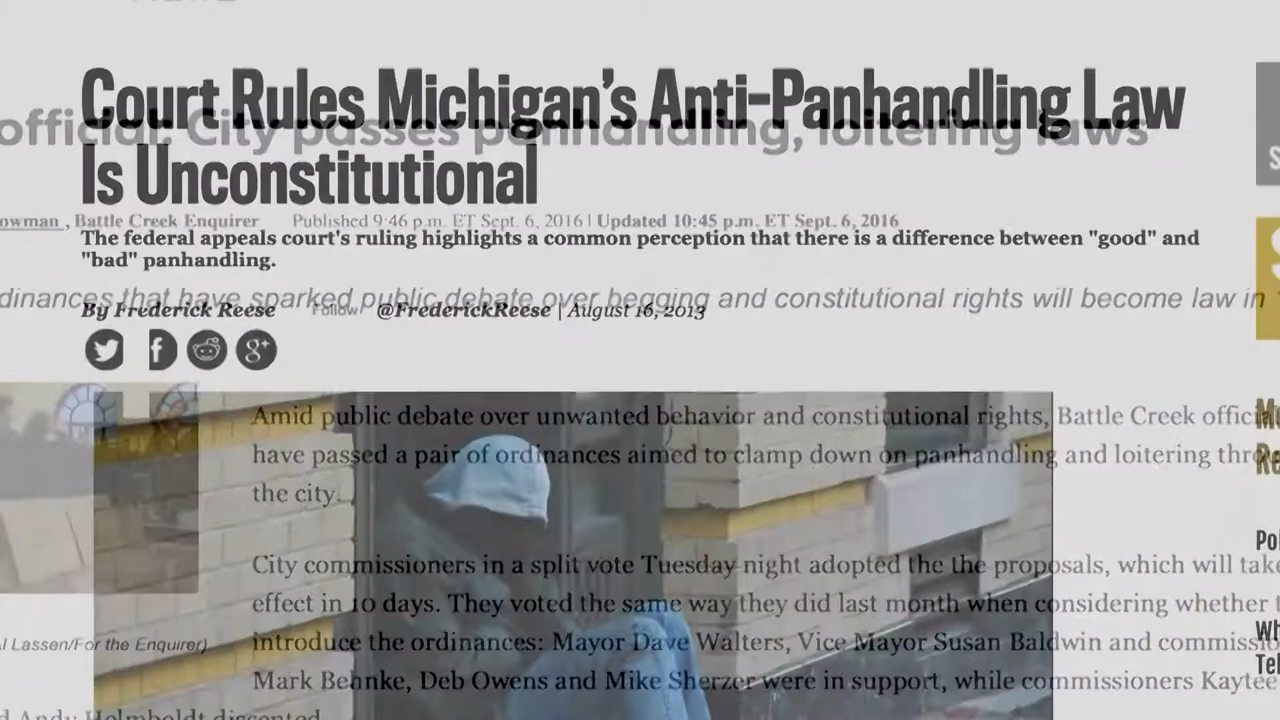 Court Rules Michigan's Anti-Panhandling Law
official: City passes panhandling, loitering laws
Is Unconstitutional
owman , Battle Creek Enquirer Published 9:46 p.m. ET Sept. 6, 2016 | Updated 10:45 p.m. ET Sept. 6, 2016
The federal appeals court's ruling highlights a common perception that there is a difference between "good" and
"bad" panhandling.
dinances that have sparked public debate over begging and constitutional rights will become law in
By Frederick Reese Follow @FrederickReese | August 16, 2013
Amid public debate over unwanted behavior and constitutional rights, Battle Creek official
have passed a pair of ordinances aimed to clamp down on panhandling and loitering thro
the city.
City commissioners in a split vote Tuesday night adopted the the proposals, which will take
effect in 10 days. They voted the same way they did last month when considering whether t
introduce the ordinances: Mayor Dave Walters, Vice Mayor Susan Baldwin and commissio
l Lassen/For the Enquirer)
Mark Behnke, Deb Owens and Mike Sherzer were in support, while commissioners Kaytee
d Andy Helmboldt dissented.